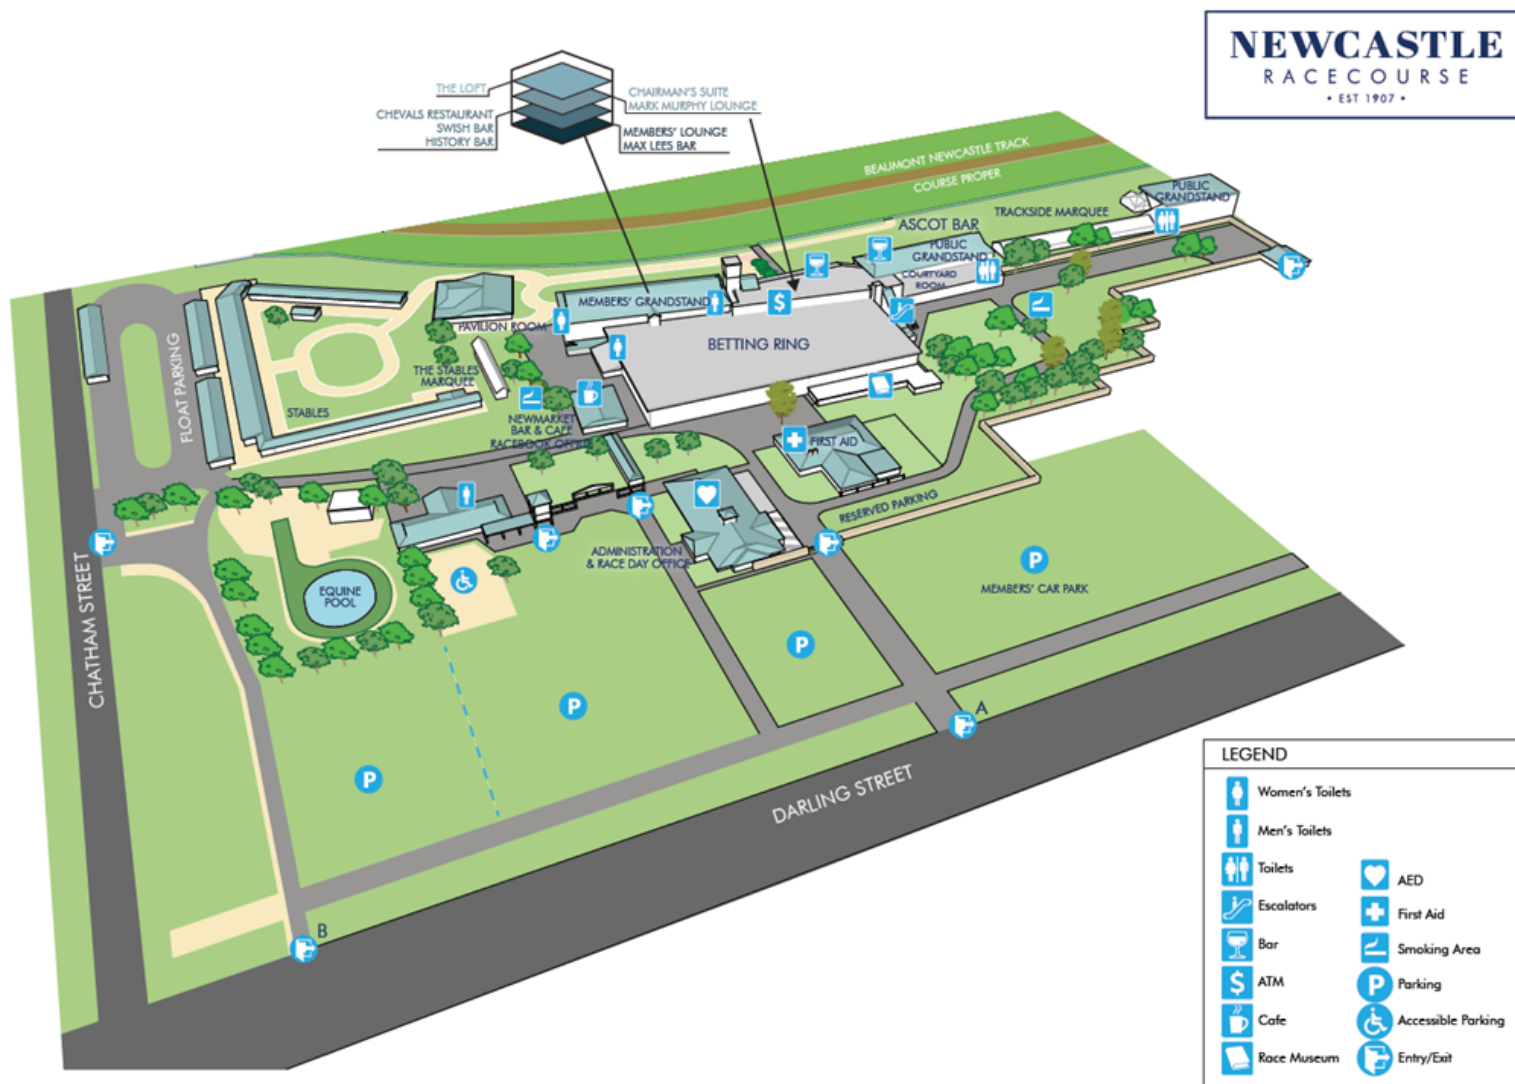 NEWCASTLE
RACECOURSE
• EST 1907 •
THE LOFT
CHEVALS RESTAURANT
SWISH BAR
HISTORY BAR
CHAIRMAN'S SUITE
MARK MURPHY LOUNGE
MEMBERS' LOUNGE
MAX LEES BAR
BEAUMONT NEWCASTLE TRACK
COURSE PROPER
PUBLIC
GRANDSTAND
TRACKSIDE MARQUEE
ASCOT BAR
PUBLIC
GRANDSTAND
COURTYARD
ROOM
MEMBERS' GRANDSTAND
$
PAVILION ROOM
BETTING RING
THE STABLES
MARQUEE
FLOAT PARKING
STABLES
NEWMARKET
BAR & CAFE
RACEBOOK OFFICE
FIRST AID
RESERVED PARKING
ADMINISTRATION
& RACE DAY OFFICE
P
MEMBERS' CAR PARK
EQUINE
POOL
CHATHAM STREET
P
P
P
A
DARLING STREET
B
LEGEND
Women's Toilets
Men's Toilets
Toilets
Escalators
Bar
$ ATM
Cafe
Race Museum
AED
First Aid
Smoking Area
P Parking
Accessible Parking
Entry/Exit